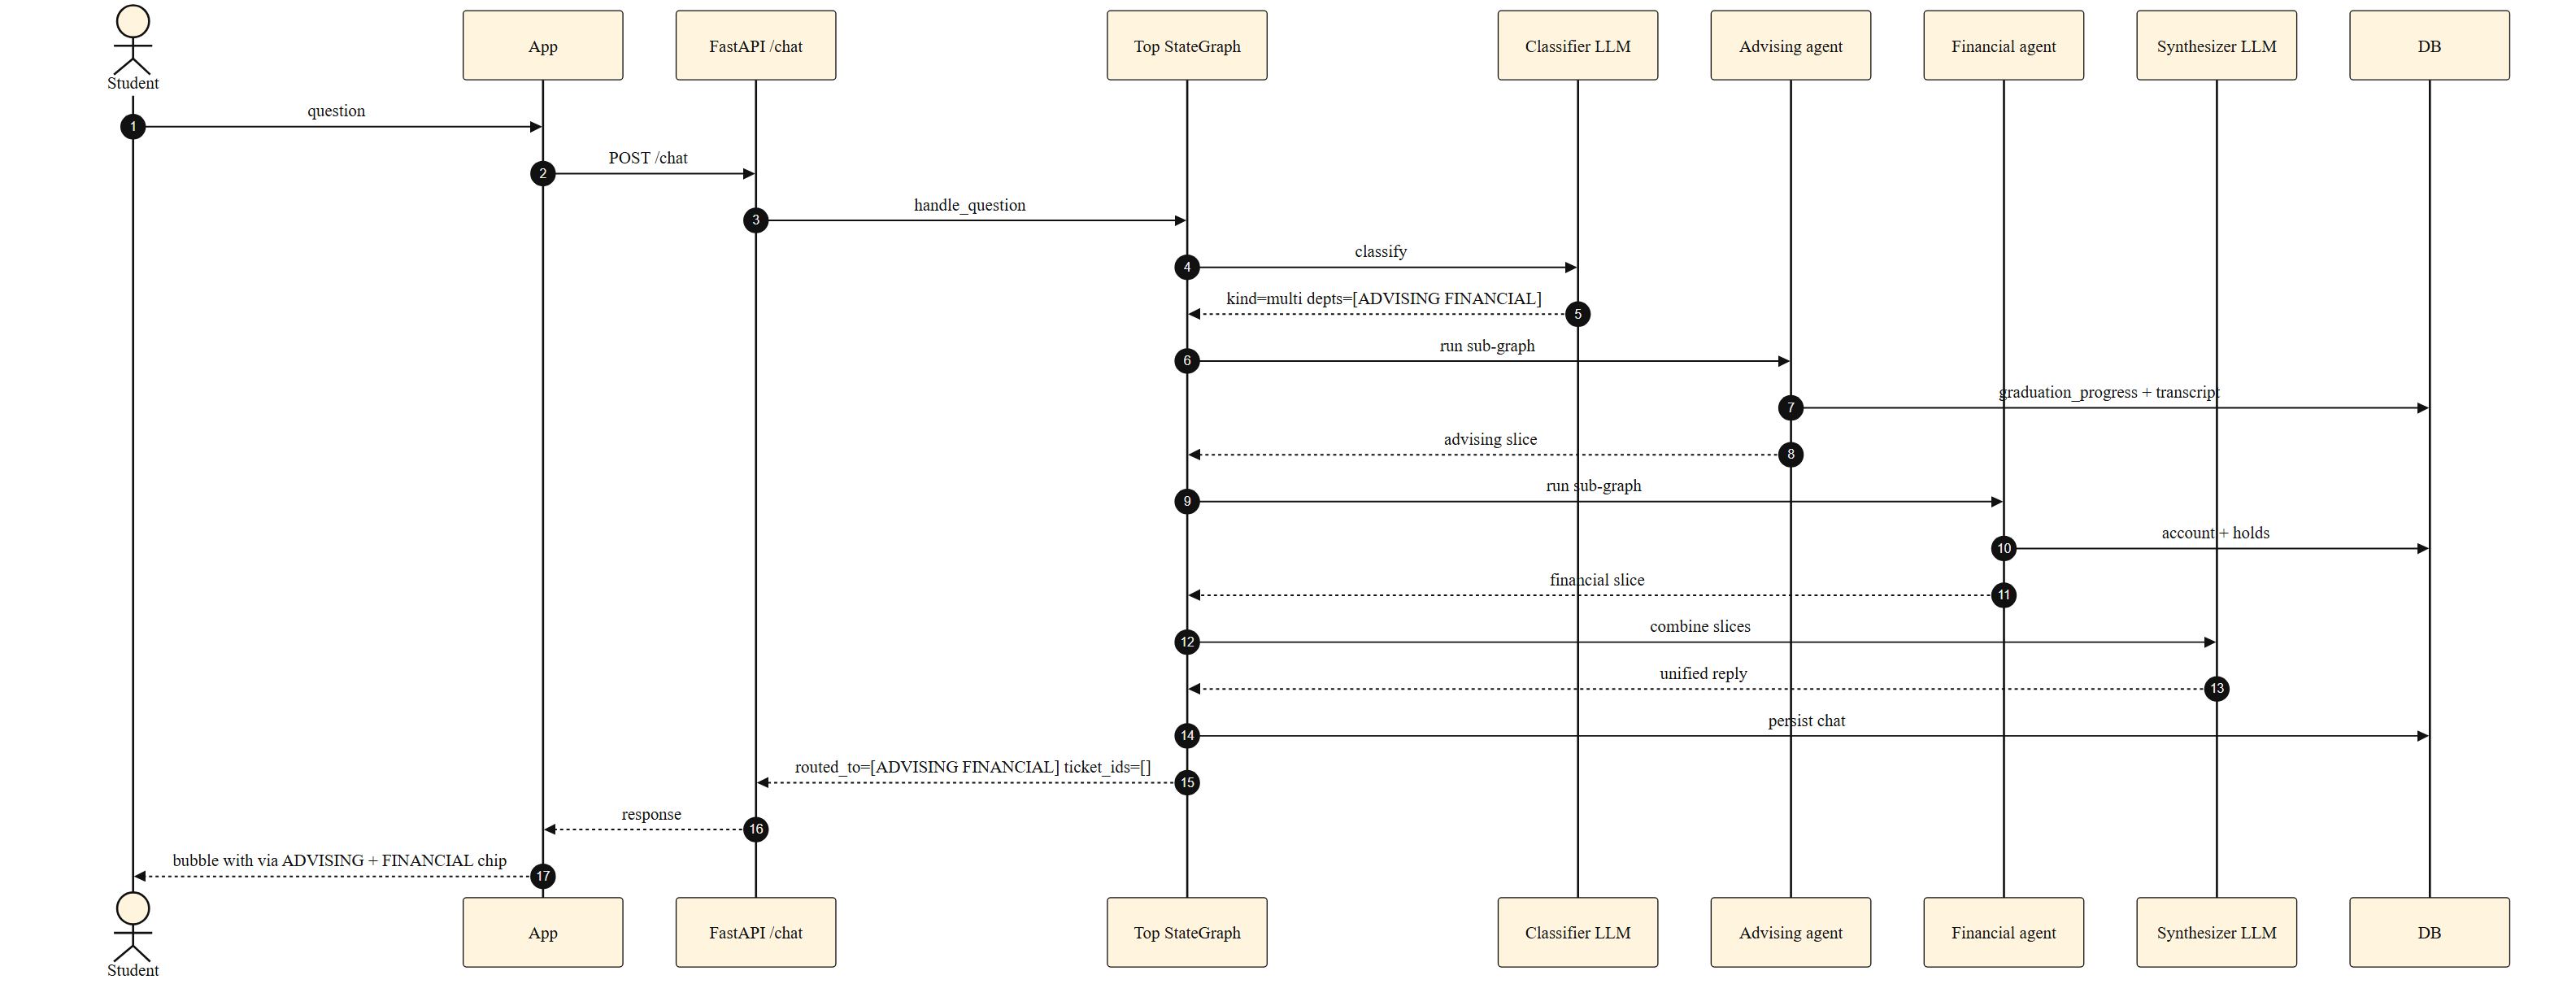 Student
App
FastAPI /chat
Top StateGraph
Classifier LLM
Advising agent
Financial agent
Synthesizer LLM
DB
question
1
POST /chat
2
handle_question
3
classify
4
kind=multi depts=[ADVISING FINANCIAL]
5
run sub-graph
6
graduation_progress + transcript
7
advising slice
8
run sub-graph
9
account + holds
10
financial slice
11
combine slices
12
unified reply
13
persist chat
14
routed_to=[ADVISING FINANCIAL] ticket_ids=[]
15
response
16
bubble with via ADVISING + FINANCIAL chip
17
Student
App
FastAPI /chat
Top StateGraph
Classifier LLM
Advising agent
Financial agent
Synthesizer LLM
DB